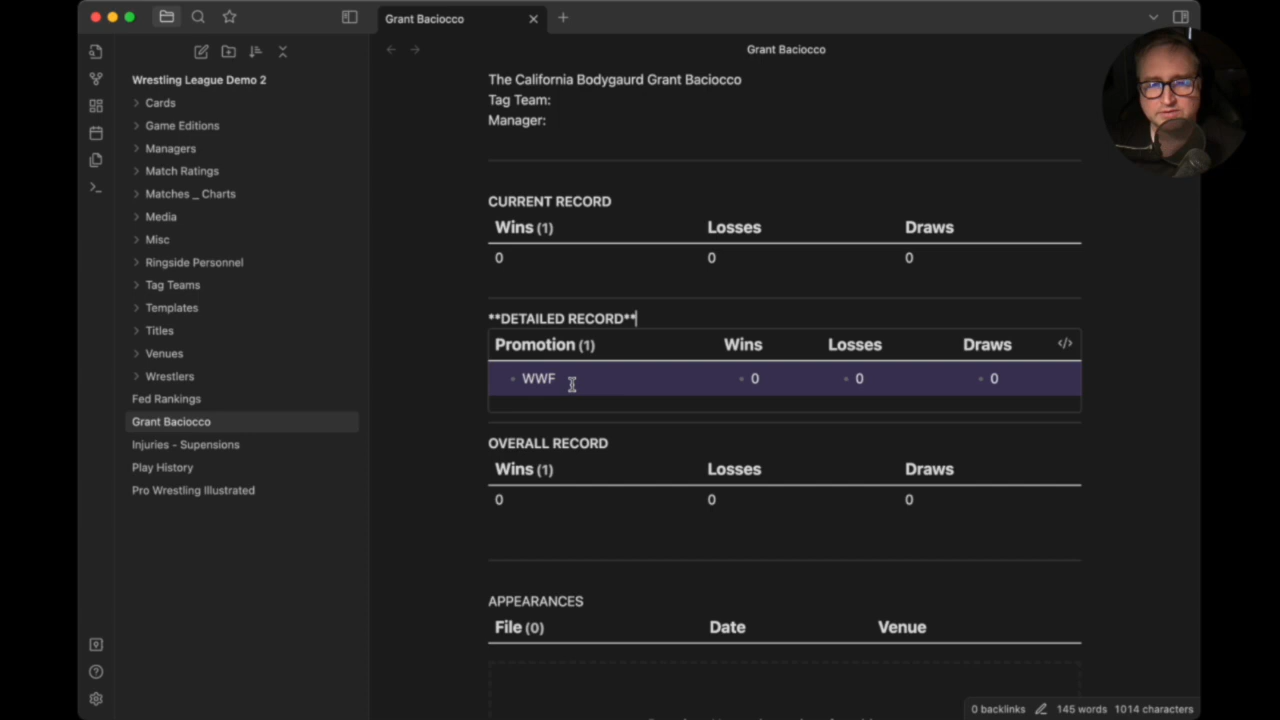 Grant Baciocco
Grant Baciocco
Wrestling League Demo 2
Cards
Game Editions
Managers
Match Ratings
Matches _ Charts
Media
Misc
Ringside Personnel
Tag Teams
Templates
Titles
Venues
Wrestlers
Fed Rankings
Grant Baciocco
Injuries - Supensions
Play History
Pro Wrestling Illustrated
The California Bodygaurd Grant Baciocco
Tag Team:
Manager:
CURRENT RECORD
Wins (1) Losses Draws
0 0 0
**DETAILED RECORD**
Promotion (1) Wins Losses Draws
WWF 0 0 0
OVERALL RECORD
Wins (1) Losses Draws
0 0 0
APPEARANCES
File (0) Date Venue
0 backlinks 145 words 1014 characters